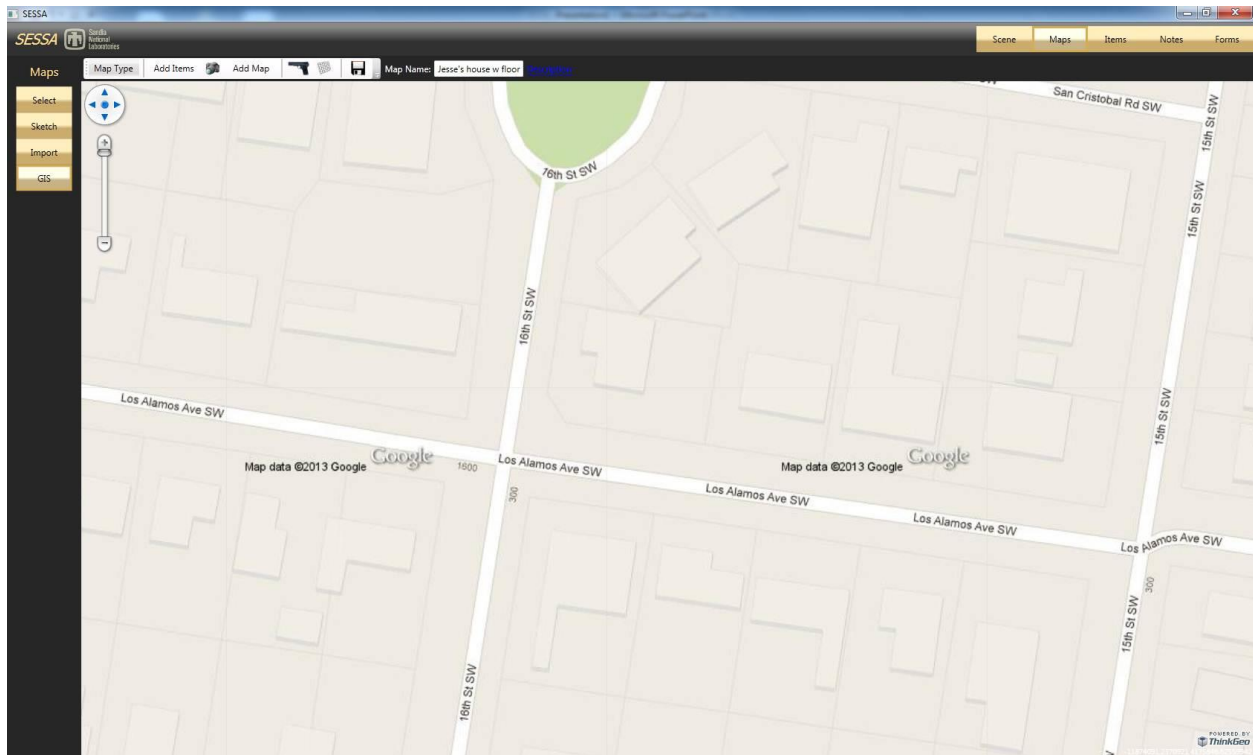 SESSA
SESSA Sandia National Laboratories
Scene Maps Items Notes Forms
Maps
Map Type Add Items Add Map Map Name: Jesse's house w floor
Select
Sketch
Import
GIS
San Cristobal Rd SW
15th St SW
16th St SW
15th St SW
16th St SW
Los Alamos Ave SW
15th St SW
Map data ©2013 Google Google
1600
Los Alamos Ave SW
Map data ©2013 Google Google
300
Los Alamos Ave SW
Los Alamos Ave SW
Los Alamos Ave SW
300
15th St SW
16th St SW
POWERED BY
ThinkGeo